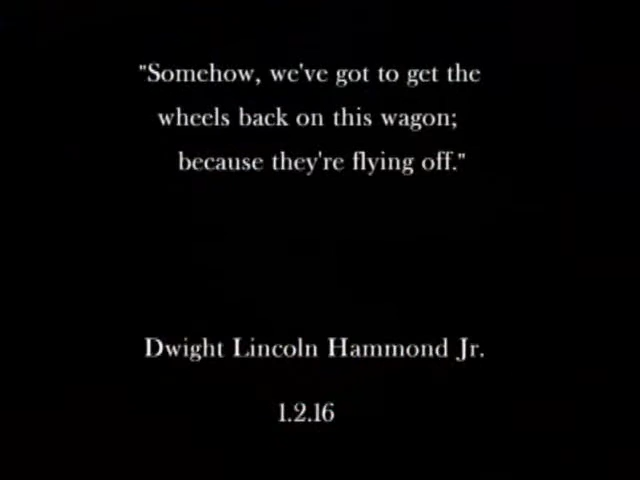 "Somehow, we've got to get the
wheels back on this wagon;
because they're flying off."
Dwight Lincoln Hammond Jr.
1.2.16